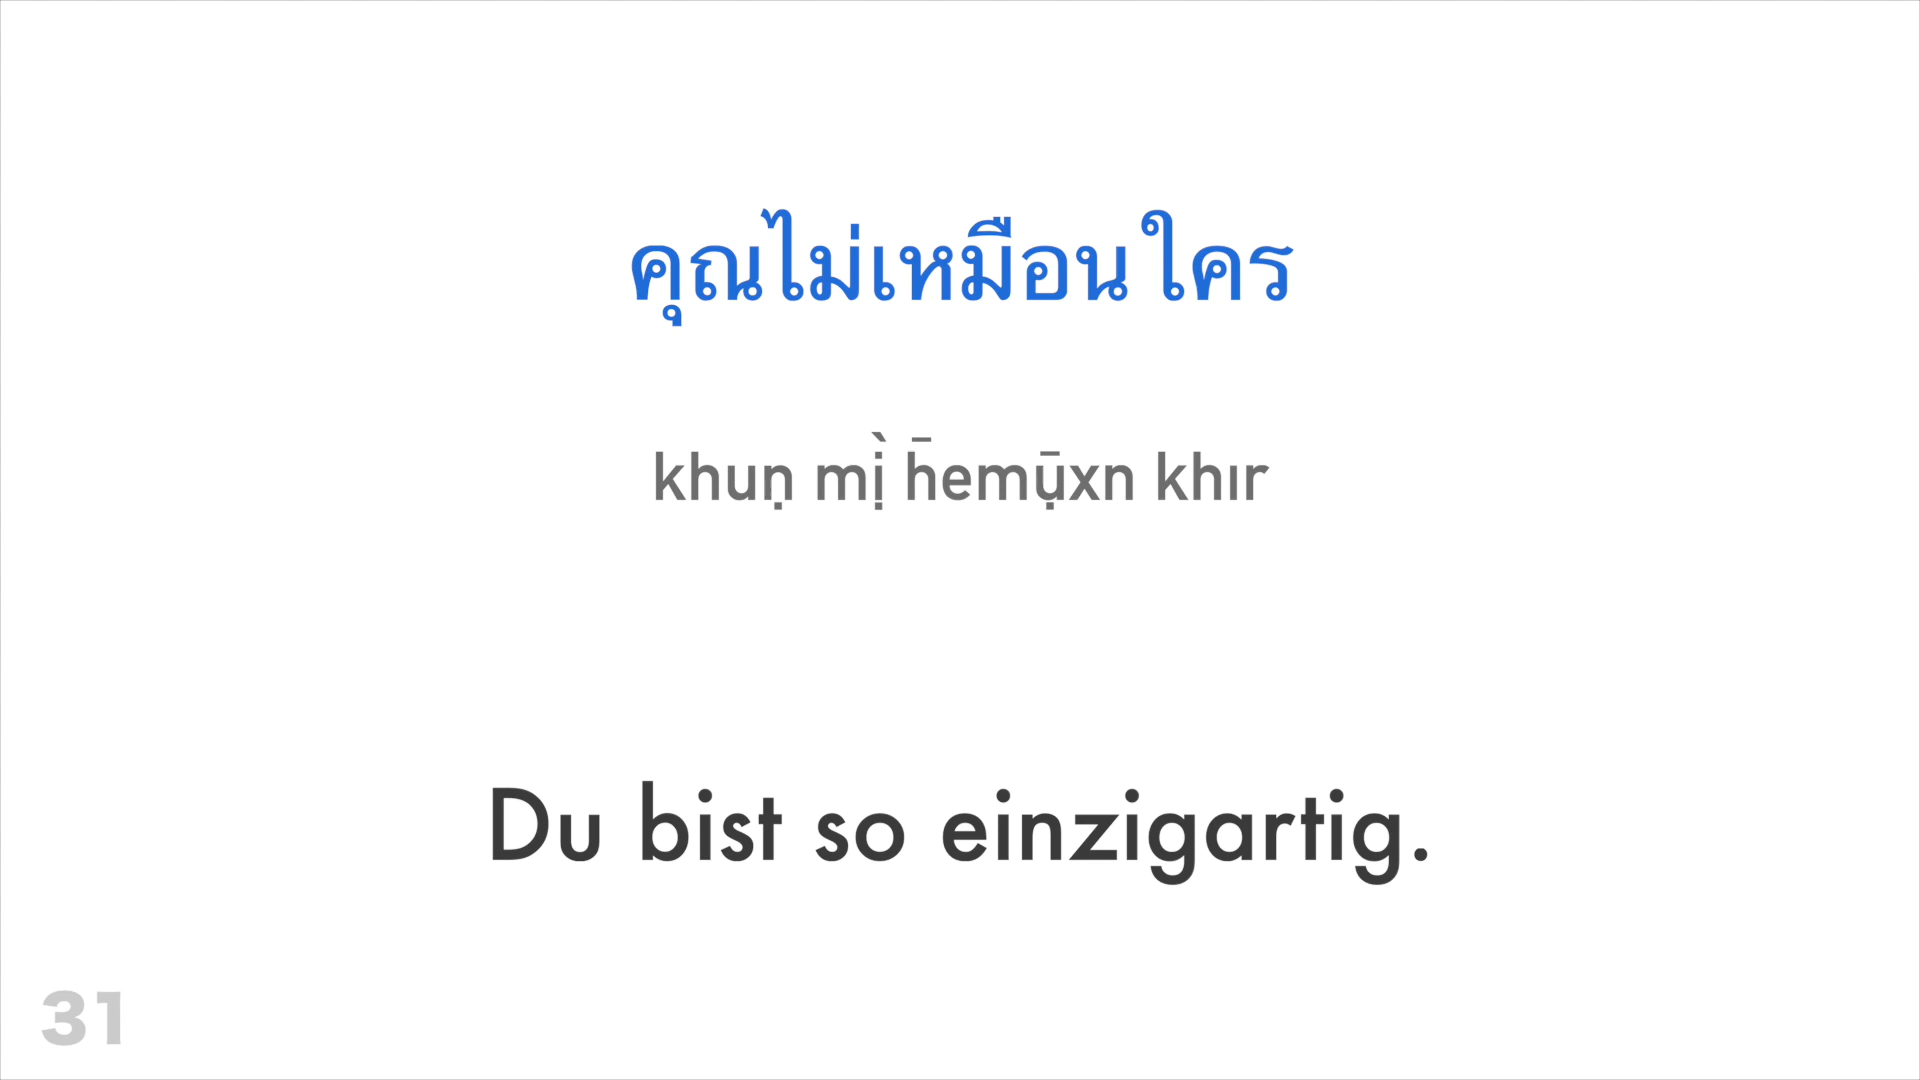 คุณไม่เหมือนใคร
khuṇ mị̀ h̄emụ̄xn khır
Du bist so einzigartig.
31